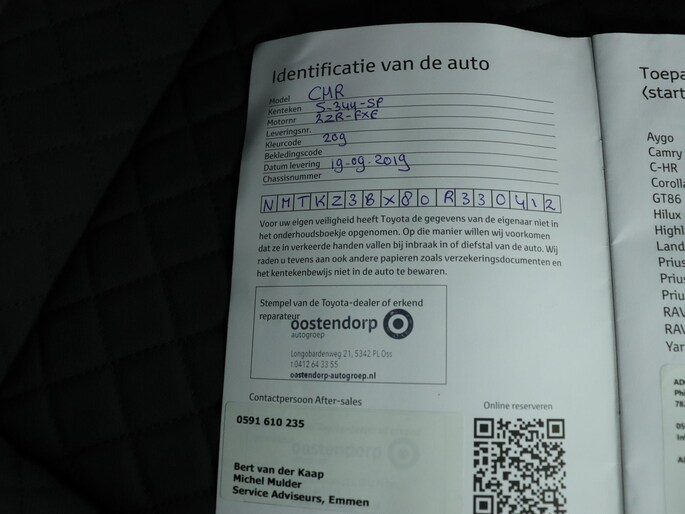 Identificatie van de auto
Model CHR
Kenteken S-344-SP
Motornr 2ZR-FXE
Leveringsnr.
Kleurcode 209
Bekledingscode
Datum levering 19-09-2019
Chassisnummer
NMTKZ3BX80R330412
Voor uw eigen veiligheid heeft Toyota de gegevens van de eigenaar niet in
het onderhoudsboekje opgenomen. Op die manier willen wij voorkomen
dat ze in verkeerde handen vallen bij inbraak in of diefstal van de auto. Wij
raden u tevens aan ook andere papieren zoals verzekeringsdocumenten en
het kentekenbewijs niet in de auto te bewaren.
Stempel van de Toyota-dealer of erkend
reparateur
oostendorp
autogroep
Longobardenweg 21, 5342 PL Oss
t 0412 64 33 55
oostendorp-autogroep.nl
Contactpersoon After-sales
Online reserveren
0591 610 235
Bert van der Kaap
Michel Mulder
Service Adviseurs, Emmen
Toepa
(start
Aygo
Camry
C-HR
Corolla
GT86
Hilux
Highl
Land
Prius
Prius
Priu
RAV
RAV
Yar